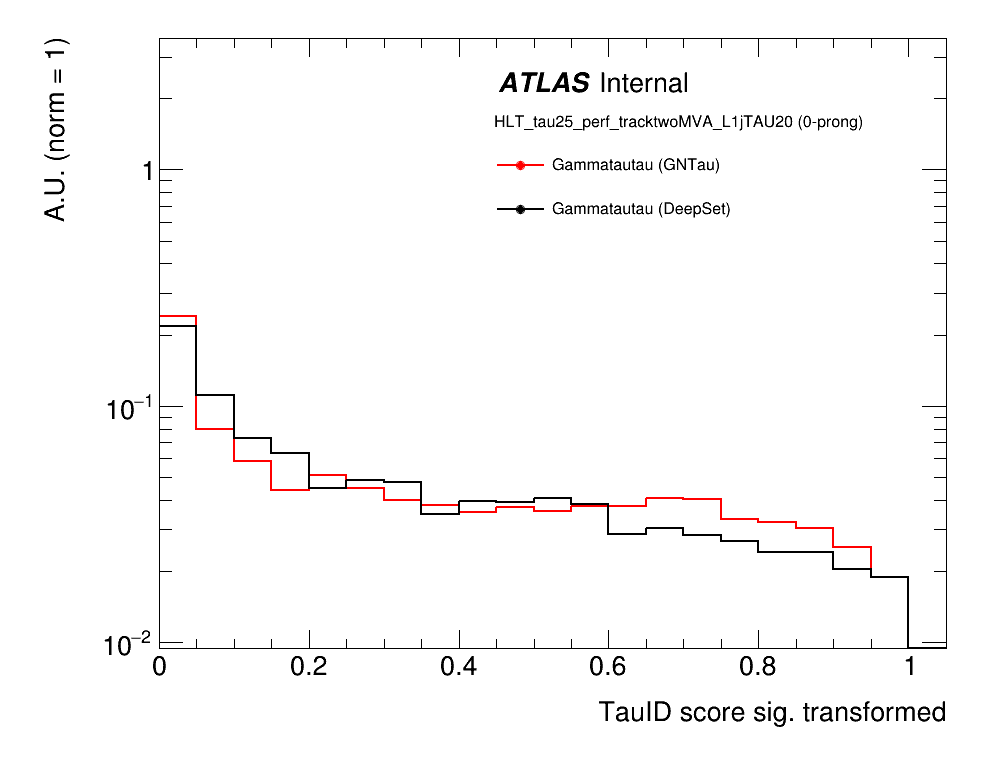 A.U. (norm = 1)
ATLAS Internal
HLT_tau25_perf_tracktwoMVA_L1jTAU20 (0-prong)
Gammatautau (GNTau)
Gammatautau (DeepSet)
1
10⁻¹
10⁻²
0 0.2 0.4 0.6 0.8 1
TauID score sig. transformed